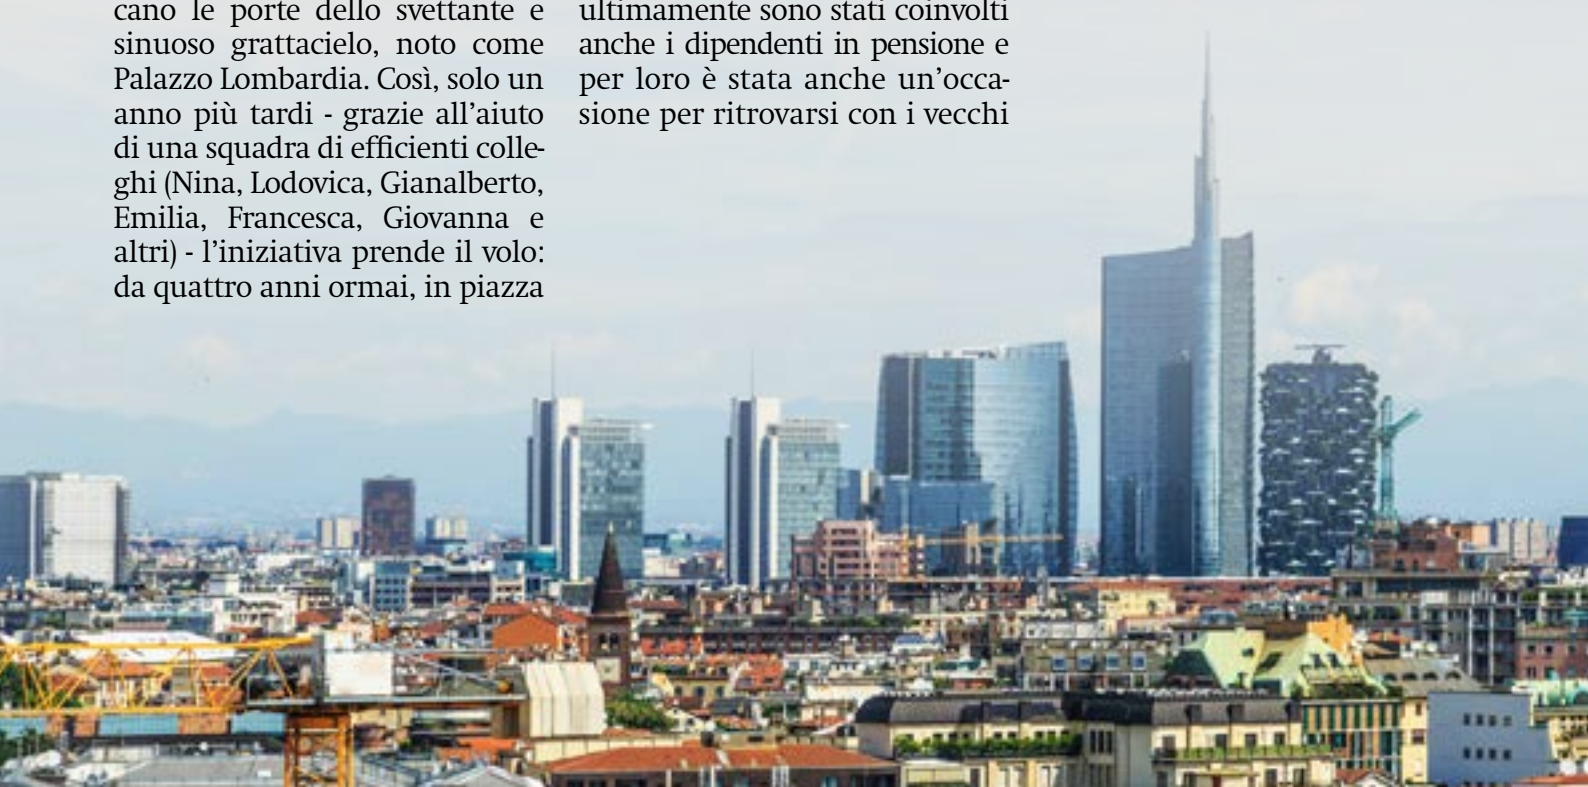 cano le porte dello svettante e
sinuoso grattacielo, noto come
Palazzo Lombardia. Così, solo un
anno più tardi - grazie all'aiuto
di una squadra di efficienti colle-
ghi (Nina, Lodovica, Gianalberto,
Emilia, Francesca, Giovanna e
altri) - l'iniziativa prende il volo:
da quattro anni ormai, in piazza
ultimamente sono stati coinvolti
anche i dipendenti in pensione e
per loro è stata anche un'occa-
sione per ritrovarsi con i vecchi